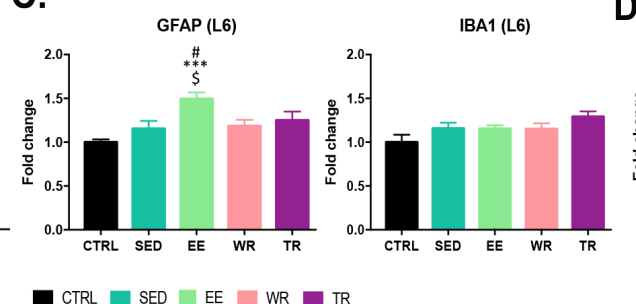 C.
D
GFAP (L6)
IBA1 (L6)
Fold change
2.0
1.5
1.0
0.5
0.0
#
***
$
CTRL SED EE WR TR
Fold change
2.0
1.5
1.0
0.5
0.0
CTRL SED EE WR TR
CTRL SED EE WR TR